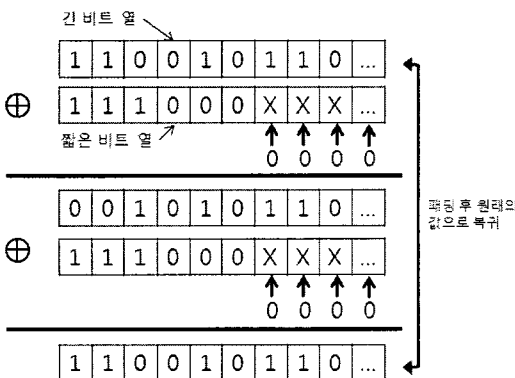 긴 비트 열
1 1 0 0 1 0 1 1 0 ...
⊕ 1 1 1 0 0 0 X X X ...
짧은 비트 열
0 0 0 0
0 0 1 0 1 0 1 1 0 ...
패딩 후 원래의
값으로 복귀
⊕ 1 1 1 0 0 0 X X X ...
0 0 0 0
1 1 0 0 1 0 1 1 0 ...